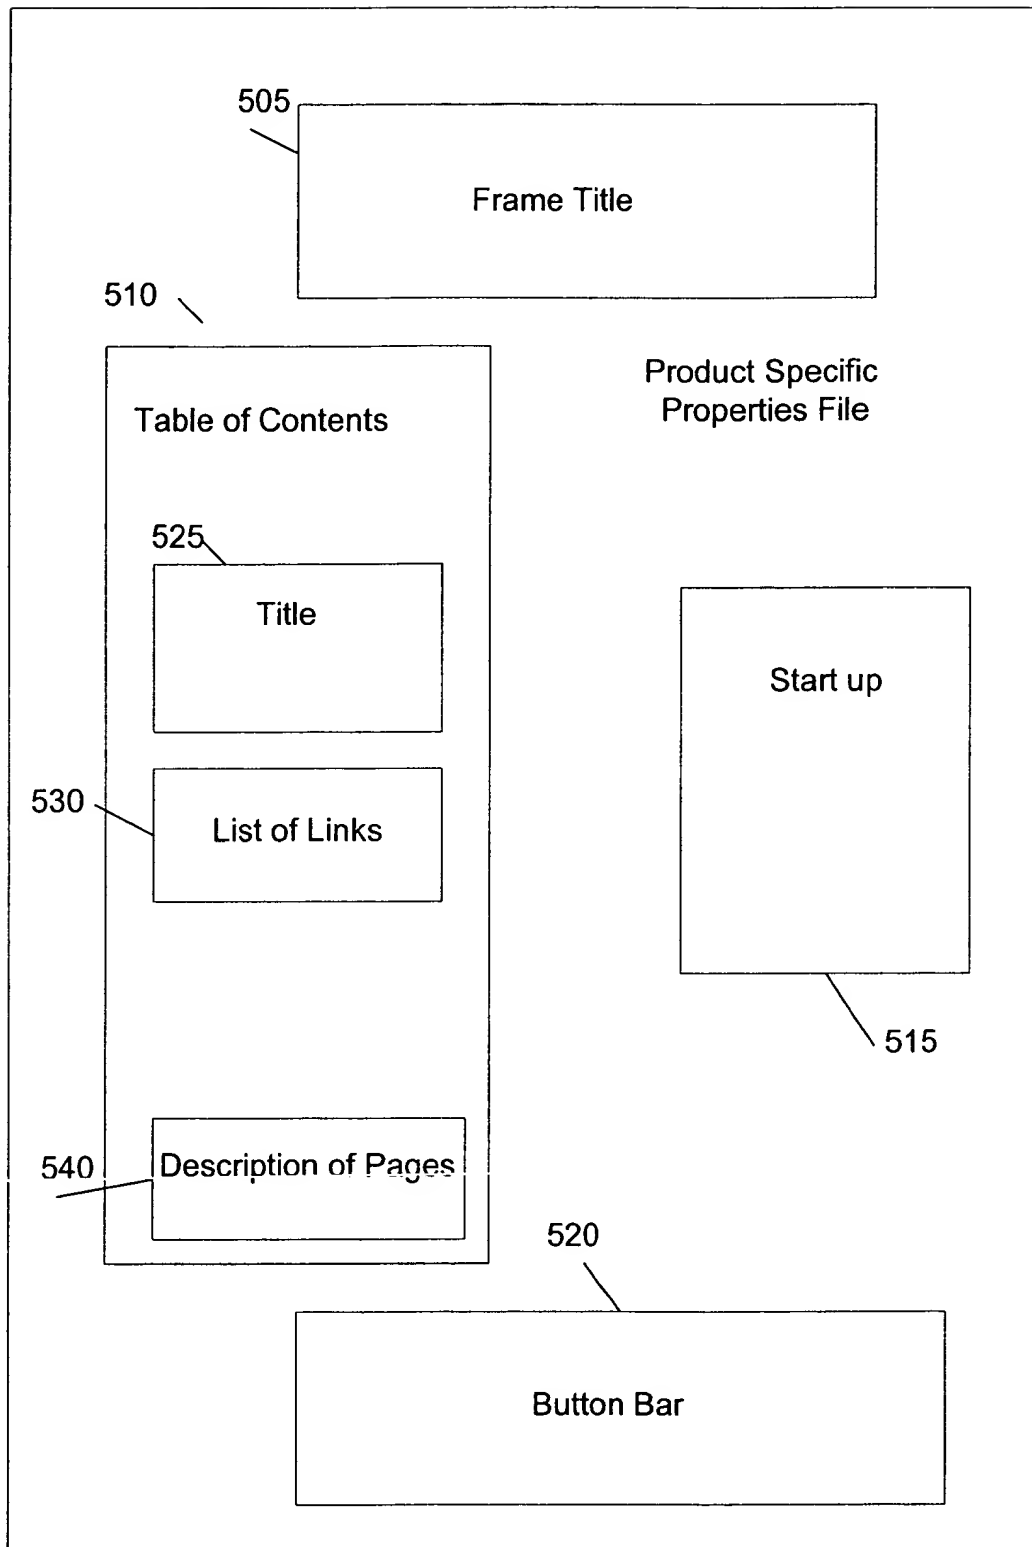 505
Frame Title
510
Product Specific
Properties File
Table of Contents
525
Title
Start up
530
List of Links
515
540
Description of Pages
520
Button Bar